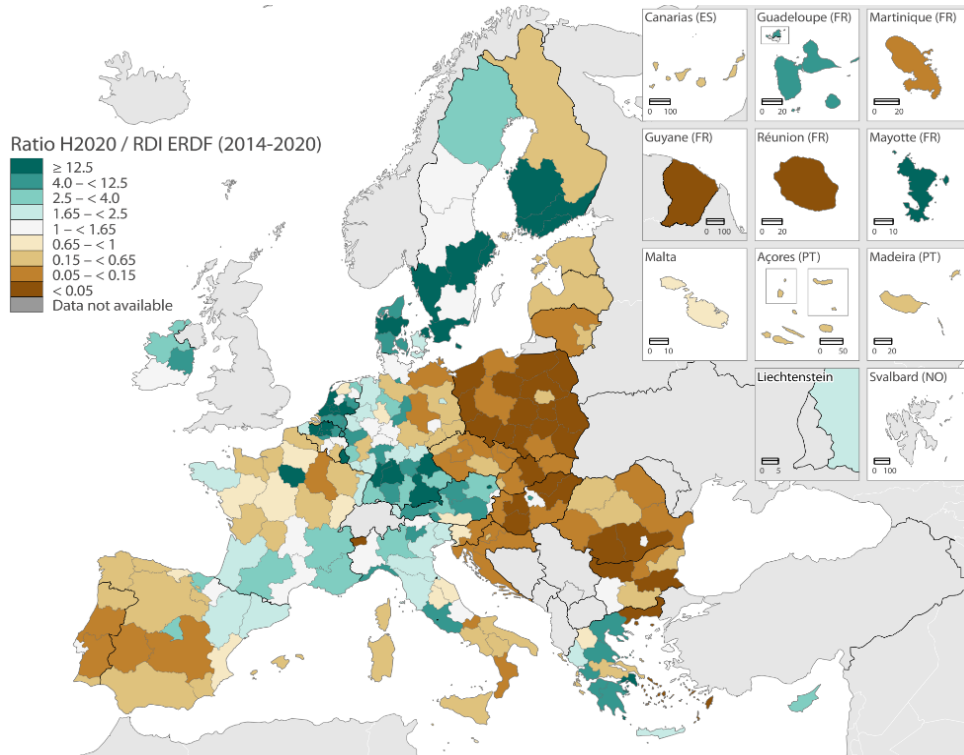 Ratio H2020 / RDI ERDF (2014-2020)
≥ 12.5
4.0 – < 12.5
2.5 – < 4.0
1.65 – < 2.5
1 – < 1.65
0.65 – < 1
0.15 – < 0.65
0.05 – < 0.15
< 0.05
Data not available
Canarias (ES)
0 100
Guadeloupe (FR)
0 20
Martinique (FR)
0 20
Guyane (FR)
0 100
Réunion (FR)
0 20
Mayotte (FR)
0 10
Malta
0 10
Açores (PT)
0 50
Madeira (PT)
0 20
Liechtenstein
0 5
Svalbard (NO)
0 100